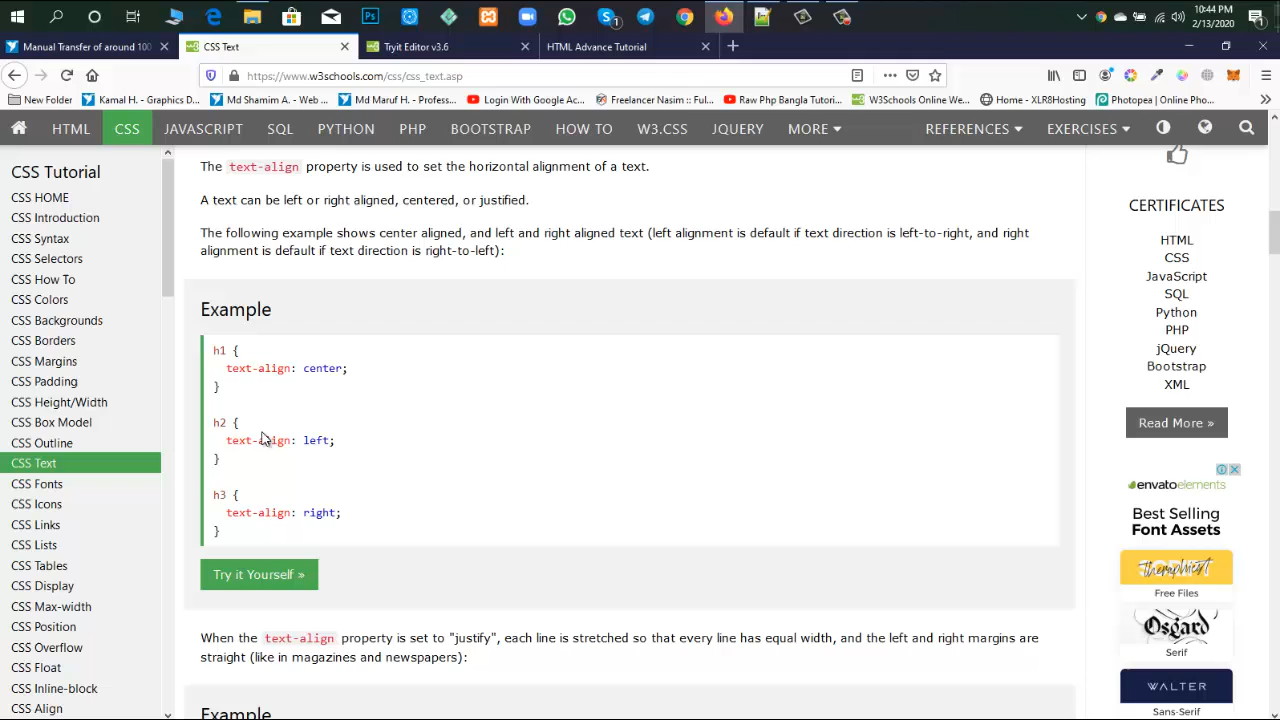 10:44 PM
2/13/2020
Manual Transfer of around 100
CSS Text
Tryit Editor v3.6
HTML Advance Tutorial
https://www.w3schools.com/css/css_text.asp
New Folder
Kamal H. - Graphics D...
Md Shamim A. - Web ...
Md Maruf H. - Profess...
Login With Google Ac...
Freelancer Nasim :: Ful...
Raw Php Bangla Tutori...
W3Schools Online We...
Home - XLR8Hosting
Photopea | Online Pho...
HTML
CSS
JAVASCRIPT
SQL
PYTHON
PHP
BOOTSTRAP
HOW TO
W3.CSS
JQUERY
MORE
REFERENCES
EXERCISES
CSS Tutorial
CSS HOME
CSS Introduction
CSS Syntax
CSS Selectors
CSS How To
CSS Colors
CSS Backgrounds
CSS Borders
CSS Margins
CSS Padding
CSS Height/Width
CSS Box Model
CSS Outline
CSS Text
CSS Fonts
CSS Icons
CSS Links
CSS Lists
CSS Tables
CSS Display
CSS Max-width
CSS Position
CSS Overflow
CSS Float
CSS Inline-block
CSS Align
The text-align property is used to set the horizontal alignment of a text.
A text can be left or right aligned, centered, or justified.
The following example shows center aligned, and left and right aligned text (left alignment is default if text direction is left-to-right, and right
alignment is default if text direction is right-to-left):
Example
h1 {
text-align: center;
}
h2 {
text-align: left;
}
h3 {
text-align: right;
}
Try it Yourself »
When the text-align property is set to "justify", each line is stretched so that every line has equal width, and the left and right margins are
straight (like in magazines and newspapers):
Example
CERTIFICATES
HTML
CSS
JavaScript
SQL
Python
PHP
jQuery
Bootstrap
XML
Read More »
envatoelements
Best Selling
Font Assets
Free Files
Osgard
Serif
WALTER
Sans-Serif